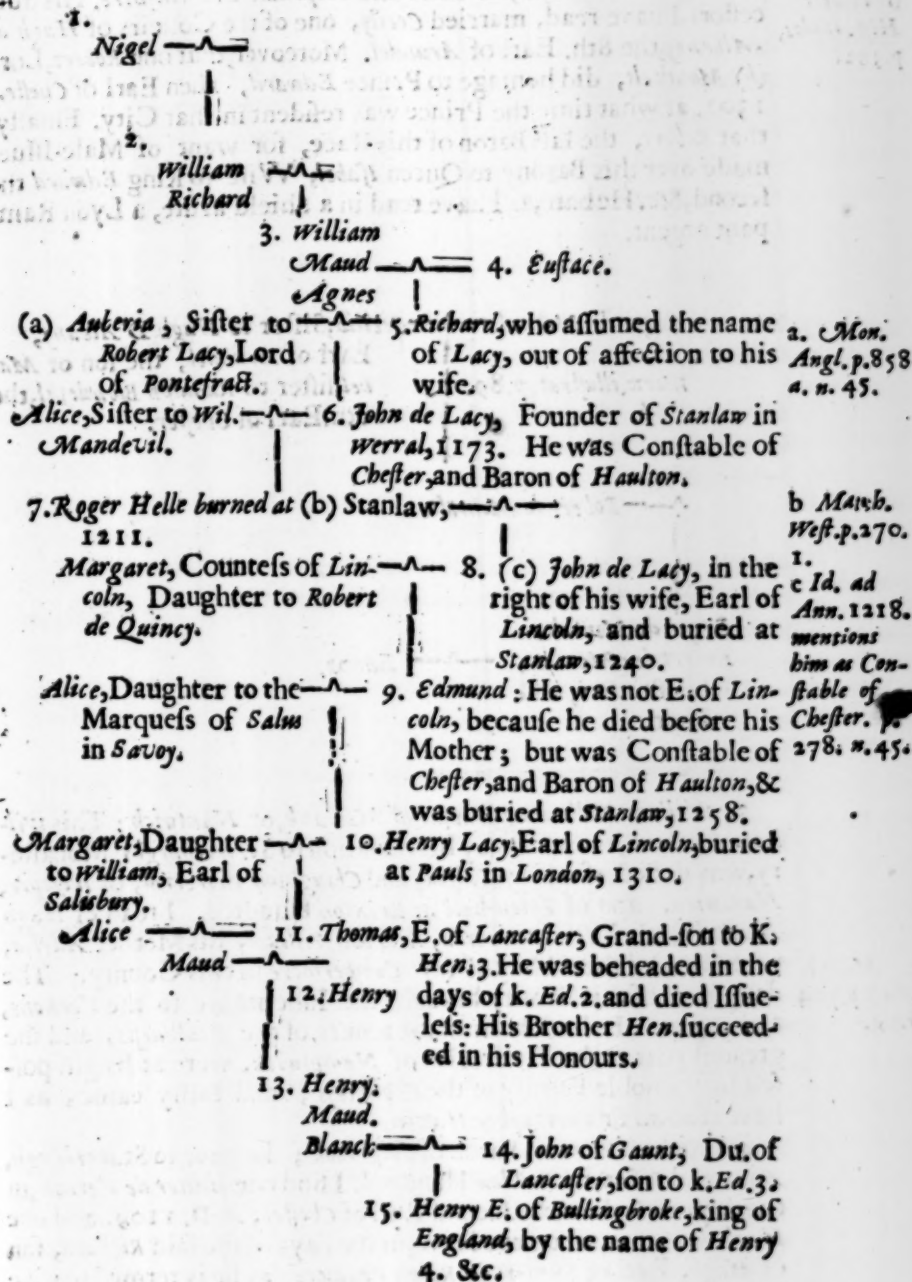 1.
Nigel
2.
William
Richard
3. William
Maud 4. Euſtace.
Agnes
(a) Auberia, Siſter to 5. Richard, who aſſumed the name
Robert Lacy, Lord of Lacy, out of affection to his
of Pontefract. wife.
a. Mon.
Angl. p. 858
a. n. 45.
Alice, Siſter to Wil. 6. John de Lacy, Founder of Stanlaw in
Mandevil. Werral, 1173. He was Conſtable of
Cheſter, and Baron of Haulton.
7. Roger Helle burned at (b) Stanlaw,
1211.
b Matth.
Weſt. p. 270.
1.
Margaret, Counteſs of Lin- 8. (c) John de Lacy, in the
coln, Daughter to Robert right of his wife, Earl of
de Quincy. Lincoln, and buried at
Stanlaw, 1240.
c Id. ad
Ann. 1218.
mentions
him as Con-
ſtable of
Cheſter. p.
278. n. 45.
Alice, Daughter to the 9. Edmund: He was not E. of Lin-
Marqueſs of Salus coln, becauſe he died before his
in Savoy. Mother; but was Conſtable of
Cheſter, and Baron of Haulton, &
was buried at Stanlaw, 1258.
Margaret, Daughter 10. Henry Lacy, Earl of Lincoln, buried
to William, Earl of at Pauls in London, 1310.
Salisbury.
Alice 11. Thomas, E. of Lancaſter, Grand-ſon to K.
Maud Hen. 3. He was beheaded in the
12. Henry days of k. Ed. 2. and died Iſſue-
leſs: His Brother Hen. ſucceed-
ed in his Honours.
13. Henry.
Maud.
Blanch 14. John of Gaunt, Du. of
Lancaſter, ſon to k. Ed. 3.
15. Henry E. of Bullingbroke, king of
England, by the name of Henry
4. &c.